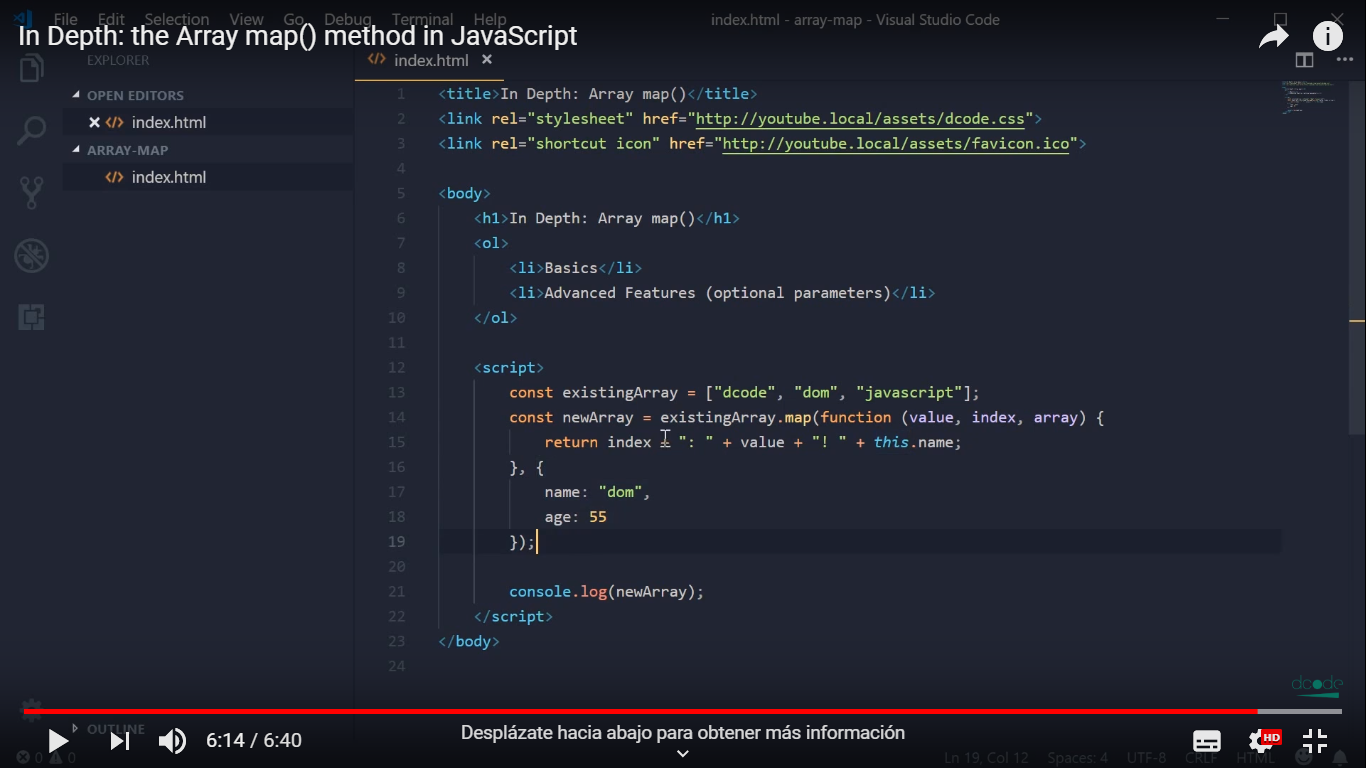 File Edit Selection View Go Debug Terminal Help
index.html - array-map - Visual Studio Code
In Depth: the Array map() method in JavaScript
EXPLORER
index.html
OPEN EDITORS
index.html
ARRAY-MAP
index.html
1 <title>In Depth: Array map()</title>
2 <link rel="stylesheet" href="http://youtube.local/assets/dcode.css">
3 <link rel="shortcut icon" href="http://youtube.local/assets/favicon.ico">
4
5 <body>
6 <h1>In Depth: Array map()</h1>
7 <ol>
8 <li>Basics</li>
9 <li>Advanced Features (optional parameters)</li>
10 </ol>
11
12 <script>
13 const existingArray = ["dcode", "dom", "javascript"];
14 const newArray = existingArray.map(function (value, index, array) {
15 return index + ": " + value + "! " + this.name;
16 }, {
17 name: "dom",
18 age: 55
19 });
20
21 console.log(newArray);
22 </script>
23 </body>
24
dcode
OUTLINE
6:14 / 6:40
Desplázate hacia abajo para obtener más información
HD
0 0
Ln 19, Col 12 Spaces: 4 UTF-8 CRLF HTML